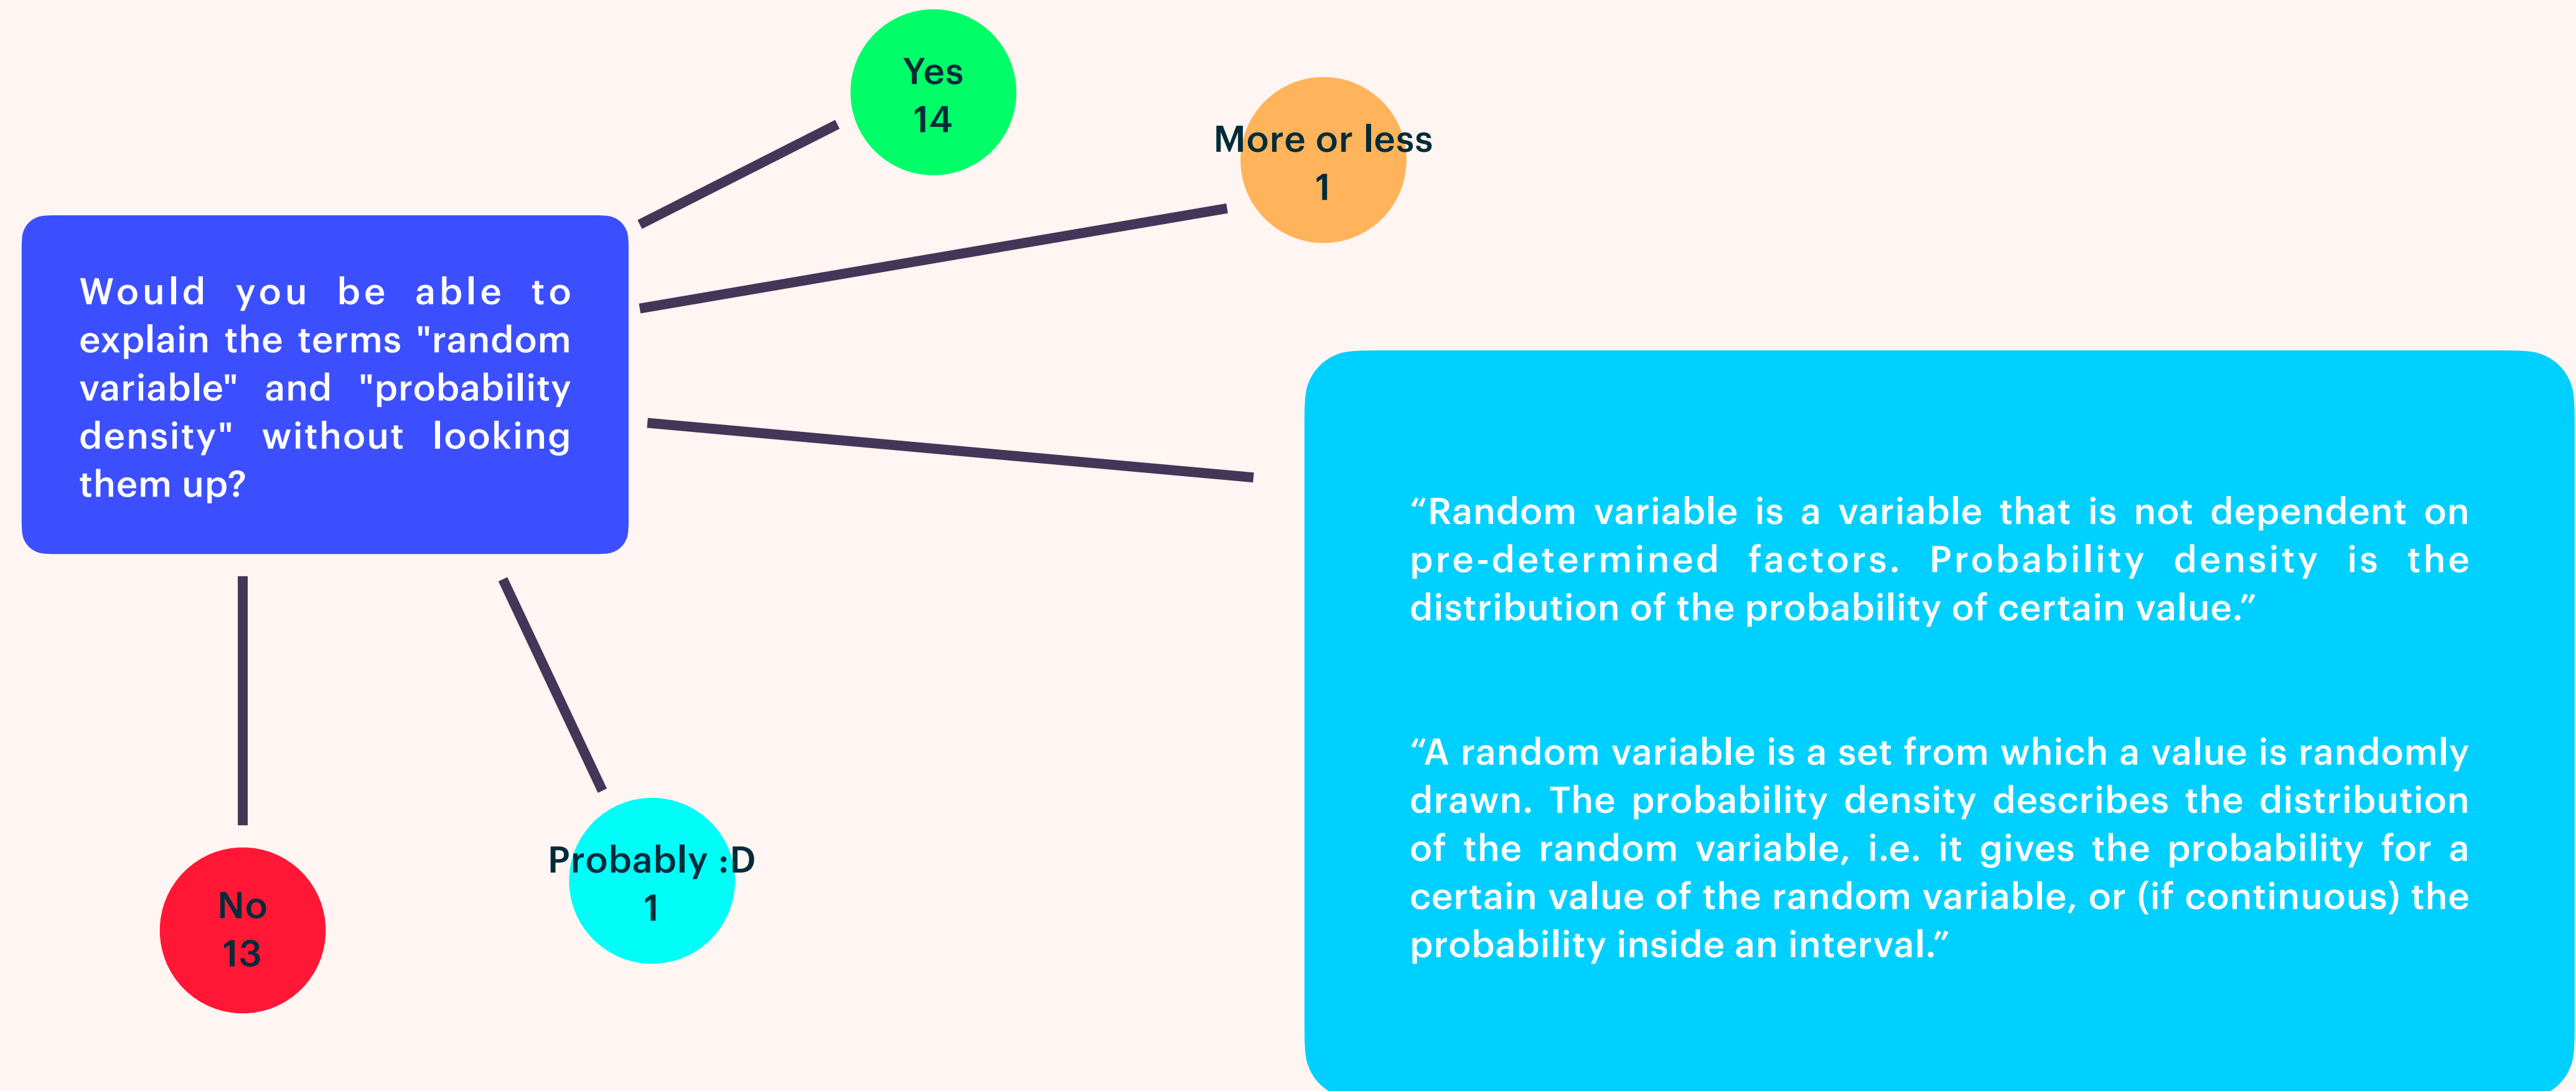 Yes
14
More or less
1
Would you be able to
explain the terms "random
variable" and "probability
density" without looking
them up?
“Random variable is a variable that is not dependent on
pre-determined factors. Probability density is the
distribution of the probability of certain value.”
“A random variable is a set from which a value is randomly
drawn. The probability density describes the distribution
of the random variable, i.e. it gives the probability for a
certain value of the random variable, or (if continuous) the
probability inside an interval.”
Probably :D
1
No
13